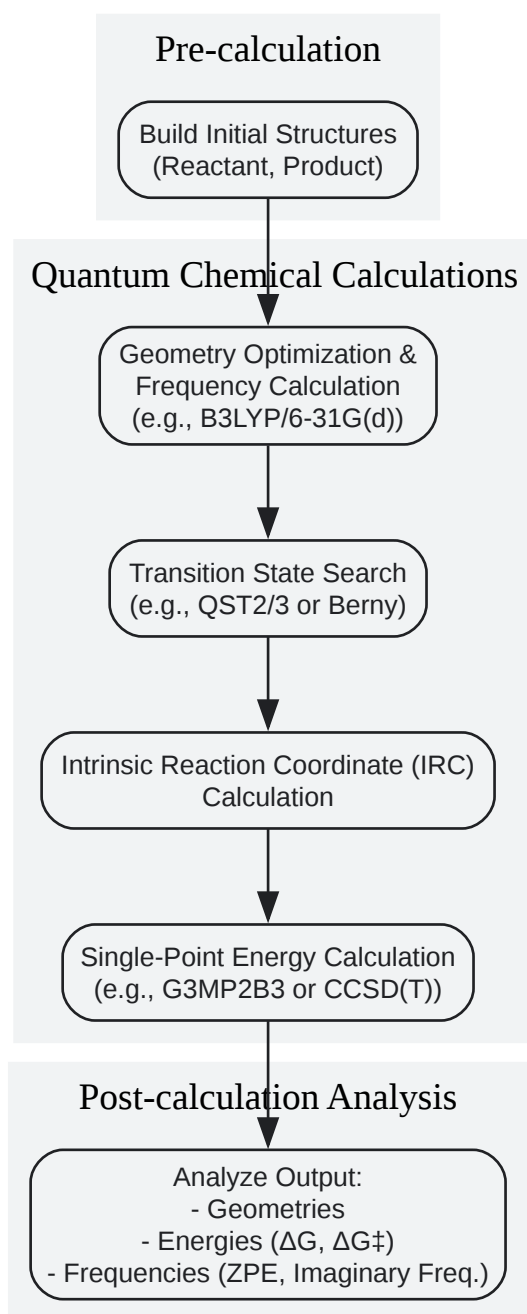 Pre-calculation
Build Initial Structures
(Reactant, Product)
Quantum Chemical Calculations
Geometry Optimization &
Frequency Calculation
(e.g., B3LYP/6-31G(d))
Transition State Search
(e.g., QST2/3 or Berny)
Intrinsic Reaction Coordinate (IRC)
Calculation
Single-Point Energy Calculation
(e.g., G3MP2B3 or CCSD(T))
Post-calculation Analysis
Analyze Output:
- Geometries
- Energies (ΔG, ΔG‡)
- Frequencies (ZPE, Imaginary Freq.)